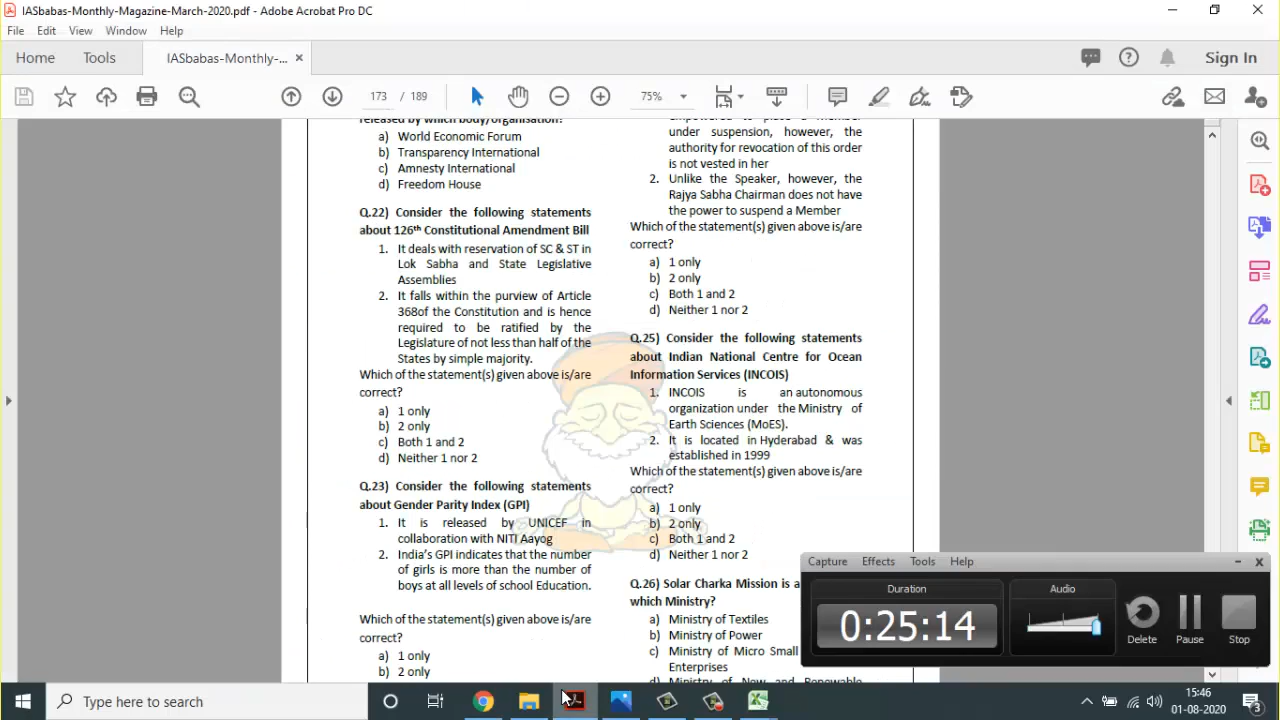 IASbabas-Monthly-Magazine-March-2020.pdf - Adobe Acrobat Pro DC
File Edit View Window Help
Home Tools IASbabas-Monthly-... ×
Sign In
173 / 189
75%
released by which body/organisation?
a) World Economic Forum
b) Transparency International
c) Amnesty International
d) Freedom House
Q.22) Consider the following statements
about 126th Constitutional Amendment Bill
1. It deals with reservation of SC & ST in
Lok Sabha and State Legislative
Assemblies
2. It falls within the purview of Article
368of the Constitution and is hence
required to be ratified by the
Legislature of not less than half of the
States by simple majority.
Which of the statement(s) given above is/are
correct?
a) 1 only
b) 2 only
c) Both 1 and 2
d) Neither 1 nor 2
Q.23) Consider the following statements
about Gender Parity Index (GPI)
1. It is released by UNICEF in
collaboration with NITI Aayog
2. India's GPI indicates that the number
of girls is more than the number of
boys at all levels of school Education.
Which of the statement(s) given above is/are
correct?
a) 1 only
b) 2 only
empowered to place a Member
under suspension, however, the
authority for revocation of this order
is not vested in her
2. Unlike the Speaker, however, the
Rajya Sabha Chairman does not have
the power to suspend a Member
Which of the statement(s) given above is/are
correct?
a) 1 only
b) 2 only
c) Both 1 and 2
d) Neither 1 nor 2
Q.25) Consider the following statements
about Indian National Centre for Ocean
Information Services (INCOIS)
1. INCOIS is an autonomous
organization under the Ministry of
Earth Sciences (MoES).
2. It is located in Hyderabad & was
established in 1999
Which of the statement(s) given above is/are
correct?
a) 1 only
b) 2 only
c) Both 1 and 2
d) Neither 1 nor 2
Q.26) Solar Charka Mission is a
which Ministry?
a) Ministry of Textiles
b) Ministry of Power
c) Ministry of Micro Small
Enterprises
d) Ministry of New and Renewable
Capture Effects Tools Help
Duration
0:25:14
Audio
Delete Pause Stop
Type here to search
15:46
01-08-2020
3